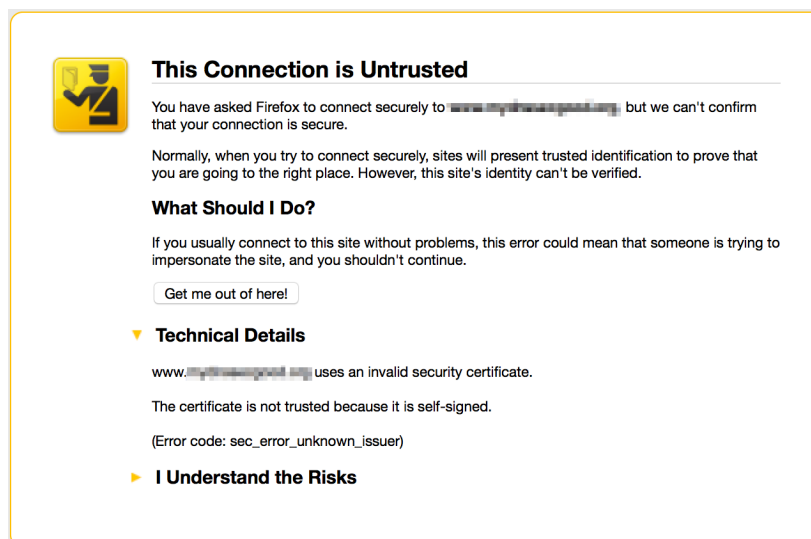 This Connection is Untrusted
You have asked Firefox to connect securely to , but we can't confirm
that your connection is secure.
Normally, when you try to connect securely, sites will present trusted identification to prove that
you are going to the right place. However, this site's identity can't be verified.
What Should I Do?
If you usually connect to this site without problems, this error could mean that someone is trying to
impersonate the site, and you shouldn't continue.
Get me out of here!
Technical Details
www. uses an invalid security certificate.
The certificate is not trusted because it is self-signed.
(Error code: sec_error_unknown_issuer)
I Understand the Risks